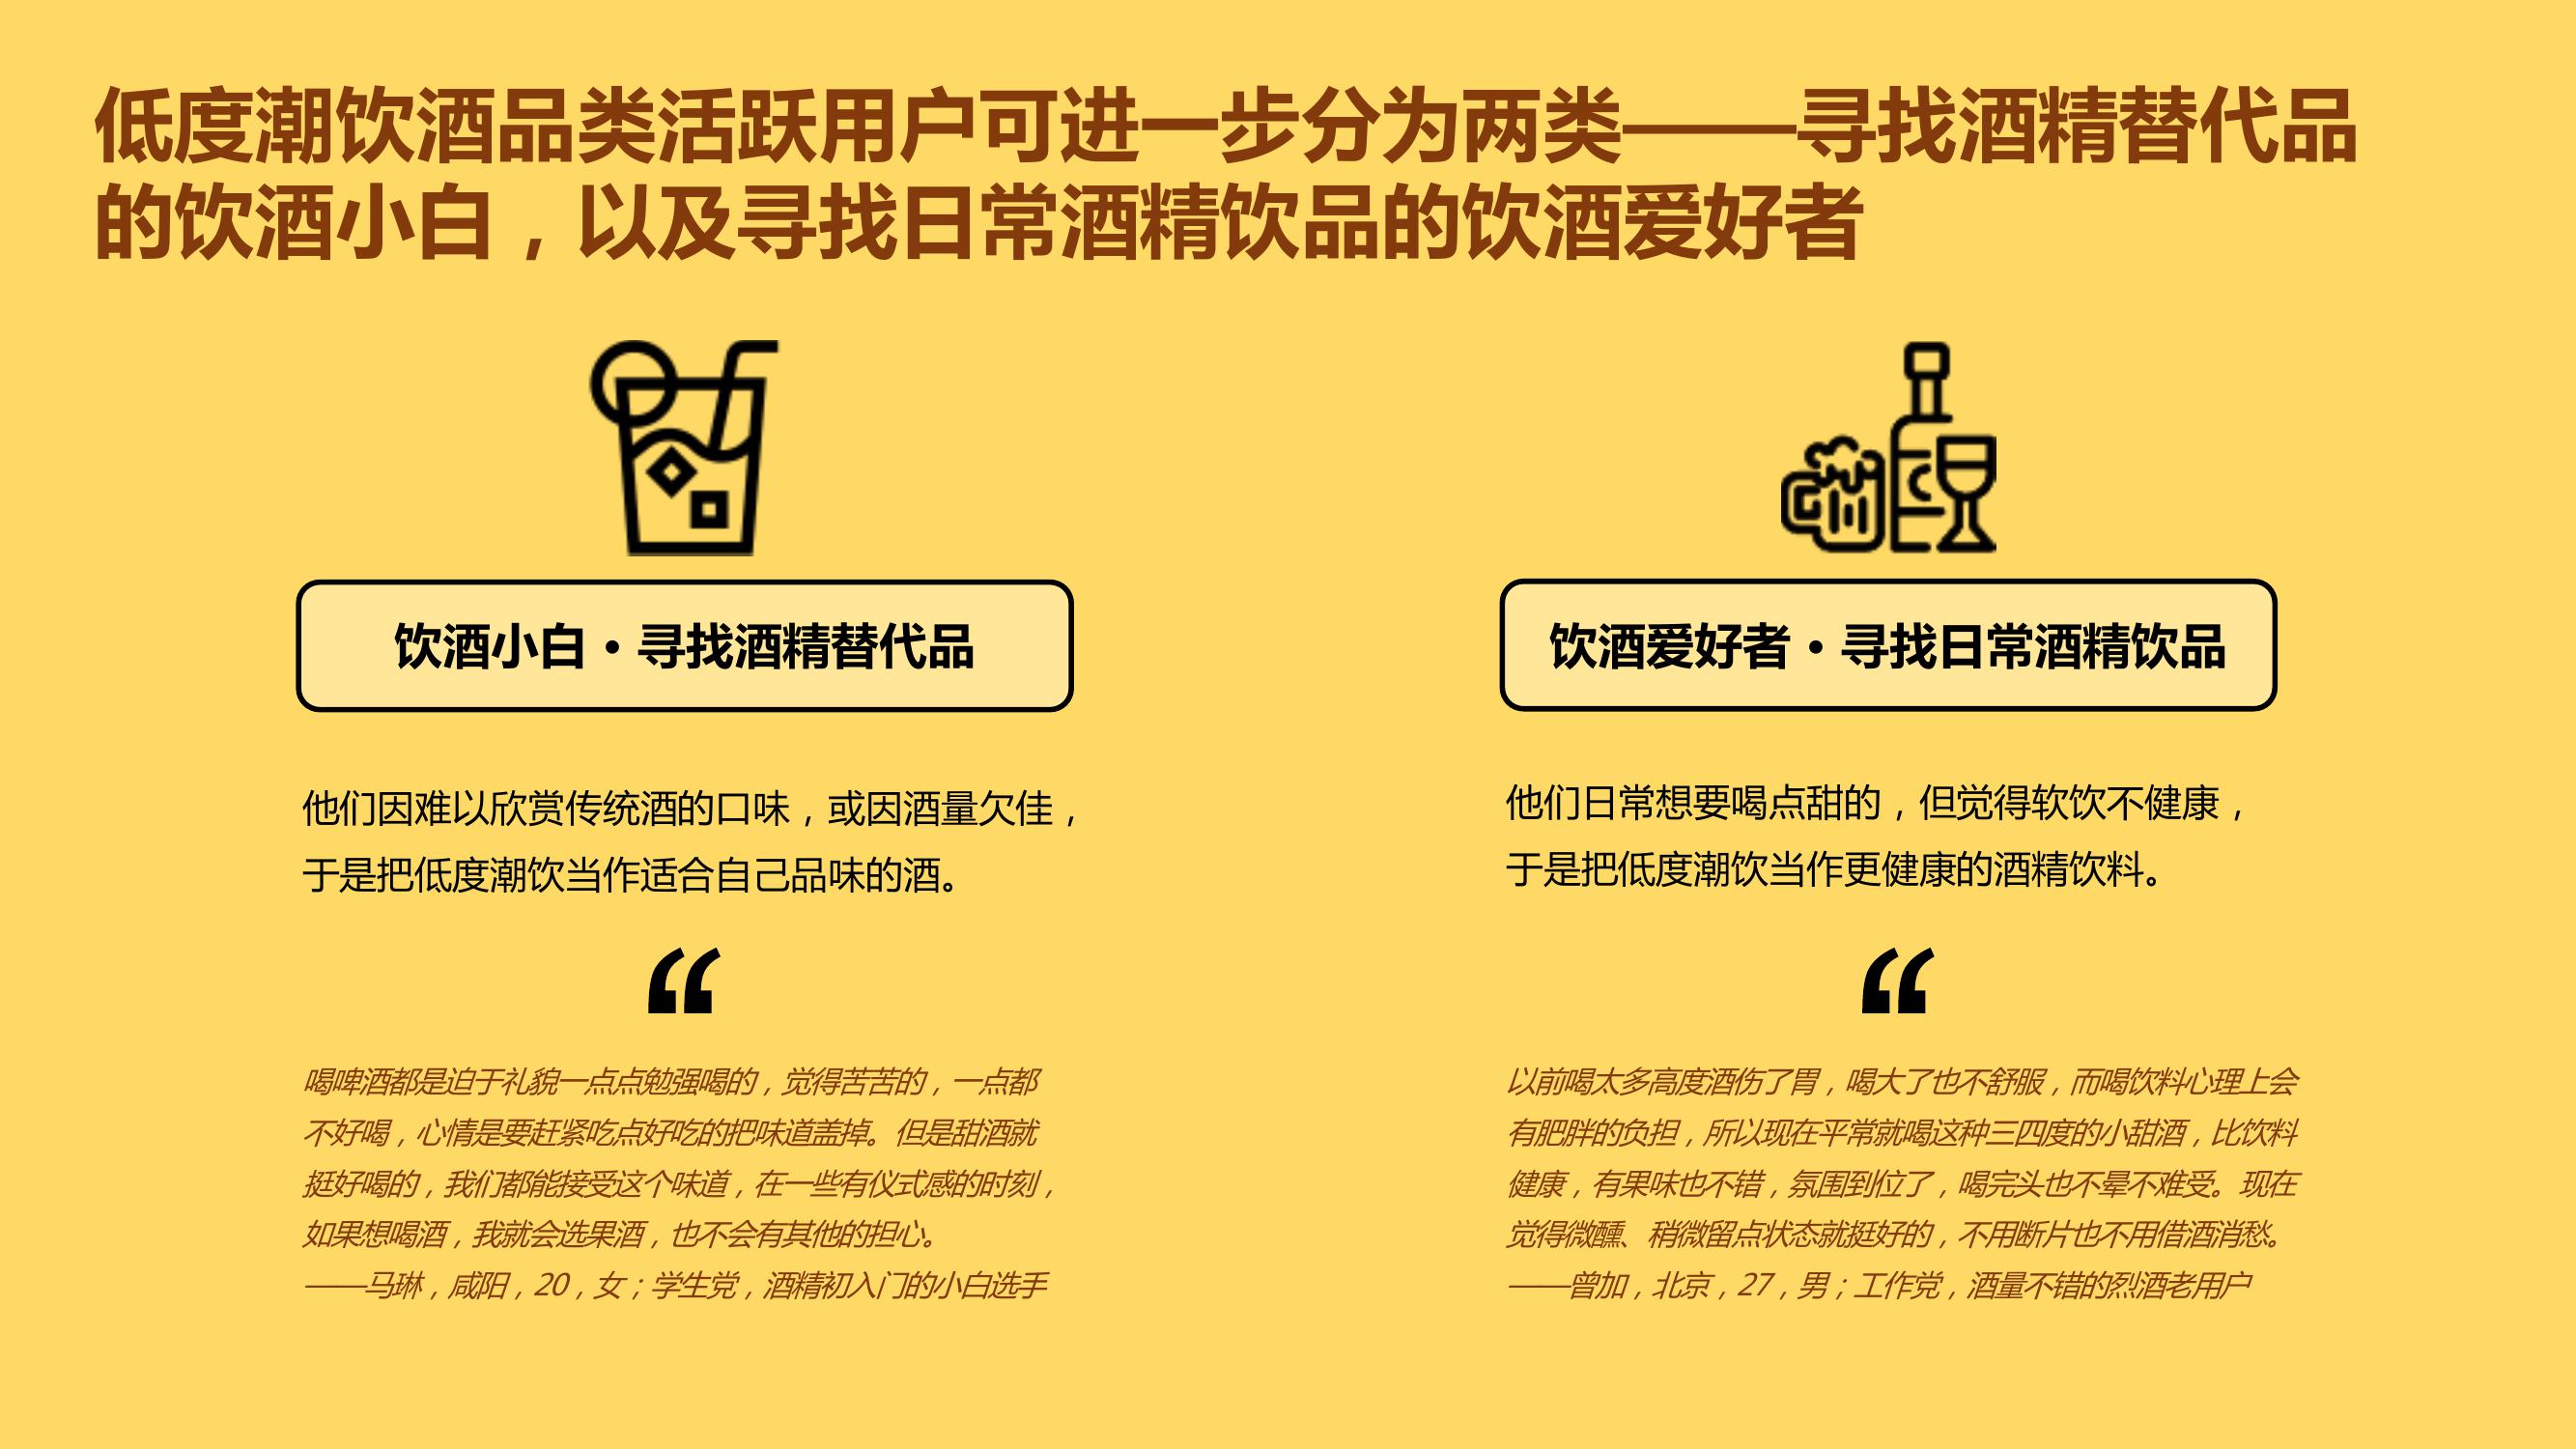 低度潮饮酒品类活跃用户可进一步分为两类——寻找酒精替代品
的饮酒小白，以及寻找日常酒精饮品的饮酒爱好者
饮酒小白·寻找酒精替代品
他们因难以欣赏传统酒的口味，或因酒量欠佳，
于是把低度潮饮当作适合自己品味的酒。
“
喝啤酒都是迫于礼貌一点点勉强喝的，觉得苦苦的，一点都
不好喝，心情是要赶紧吃点好吃的把味道盖掉。但是甜酒就
挺好喝的，我们都能接受这个味道，在一些有仪式感的时刻，
如果想喝酒，我就会选果酒，也不会有其他的担心。
——马琳，咸阳，20，女；学生党，酒精初入门的小白选手
饮酒爱好者·寻找日常酒精饮品
他们日常想要喝点甜的，但觉得软饮不健康，
于是把低度潮饮当作更健康的酒精饮料。
“
以前喝太多高度酒伤了胃，喝大了也不舒服，而喝饮料心理上会
有肥胖的负担，所以现在平常就喝这种三四度的小甜酒，比饮料
健康，有果味也不错，氛围到位了，喝完头也不晕不难受。现在
觉得微醺、稍微留点状态就挺好的，不用断片也不用借酒消愁。
——曾加，北京，27，男；工作党，酒量不错的烈酒老用户